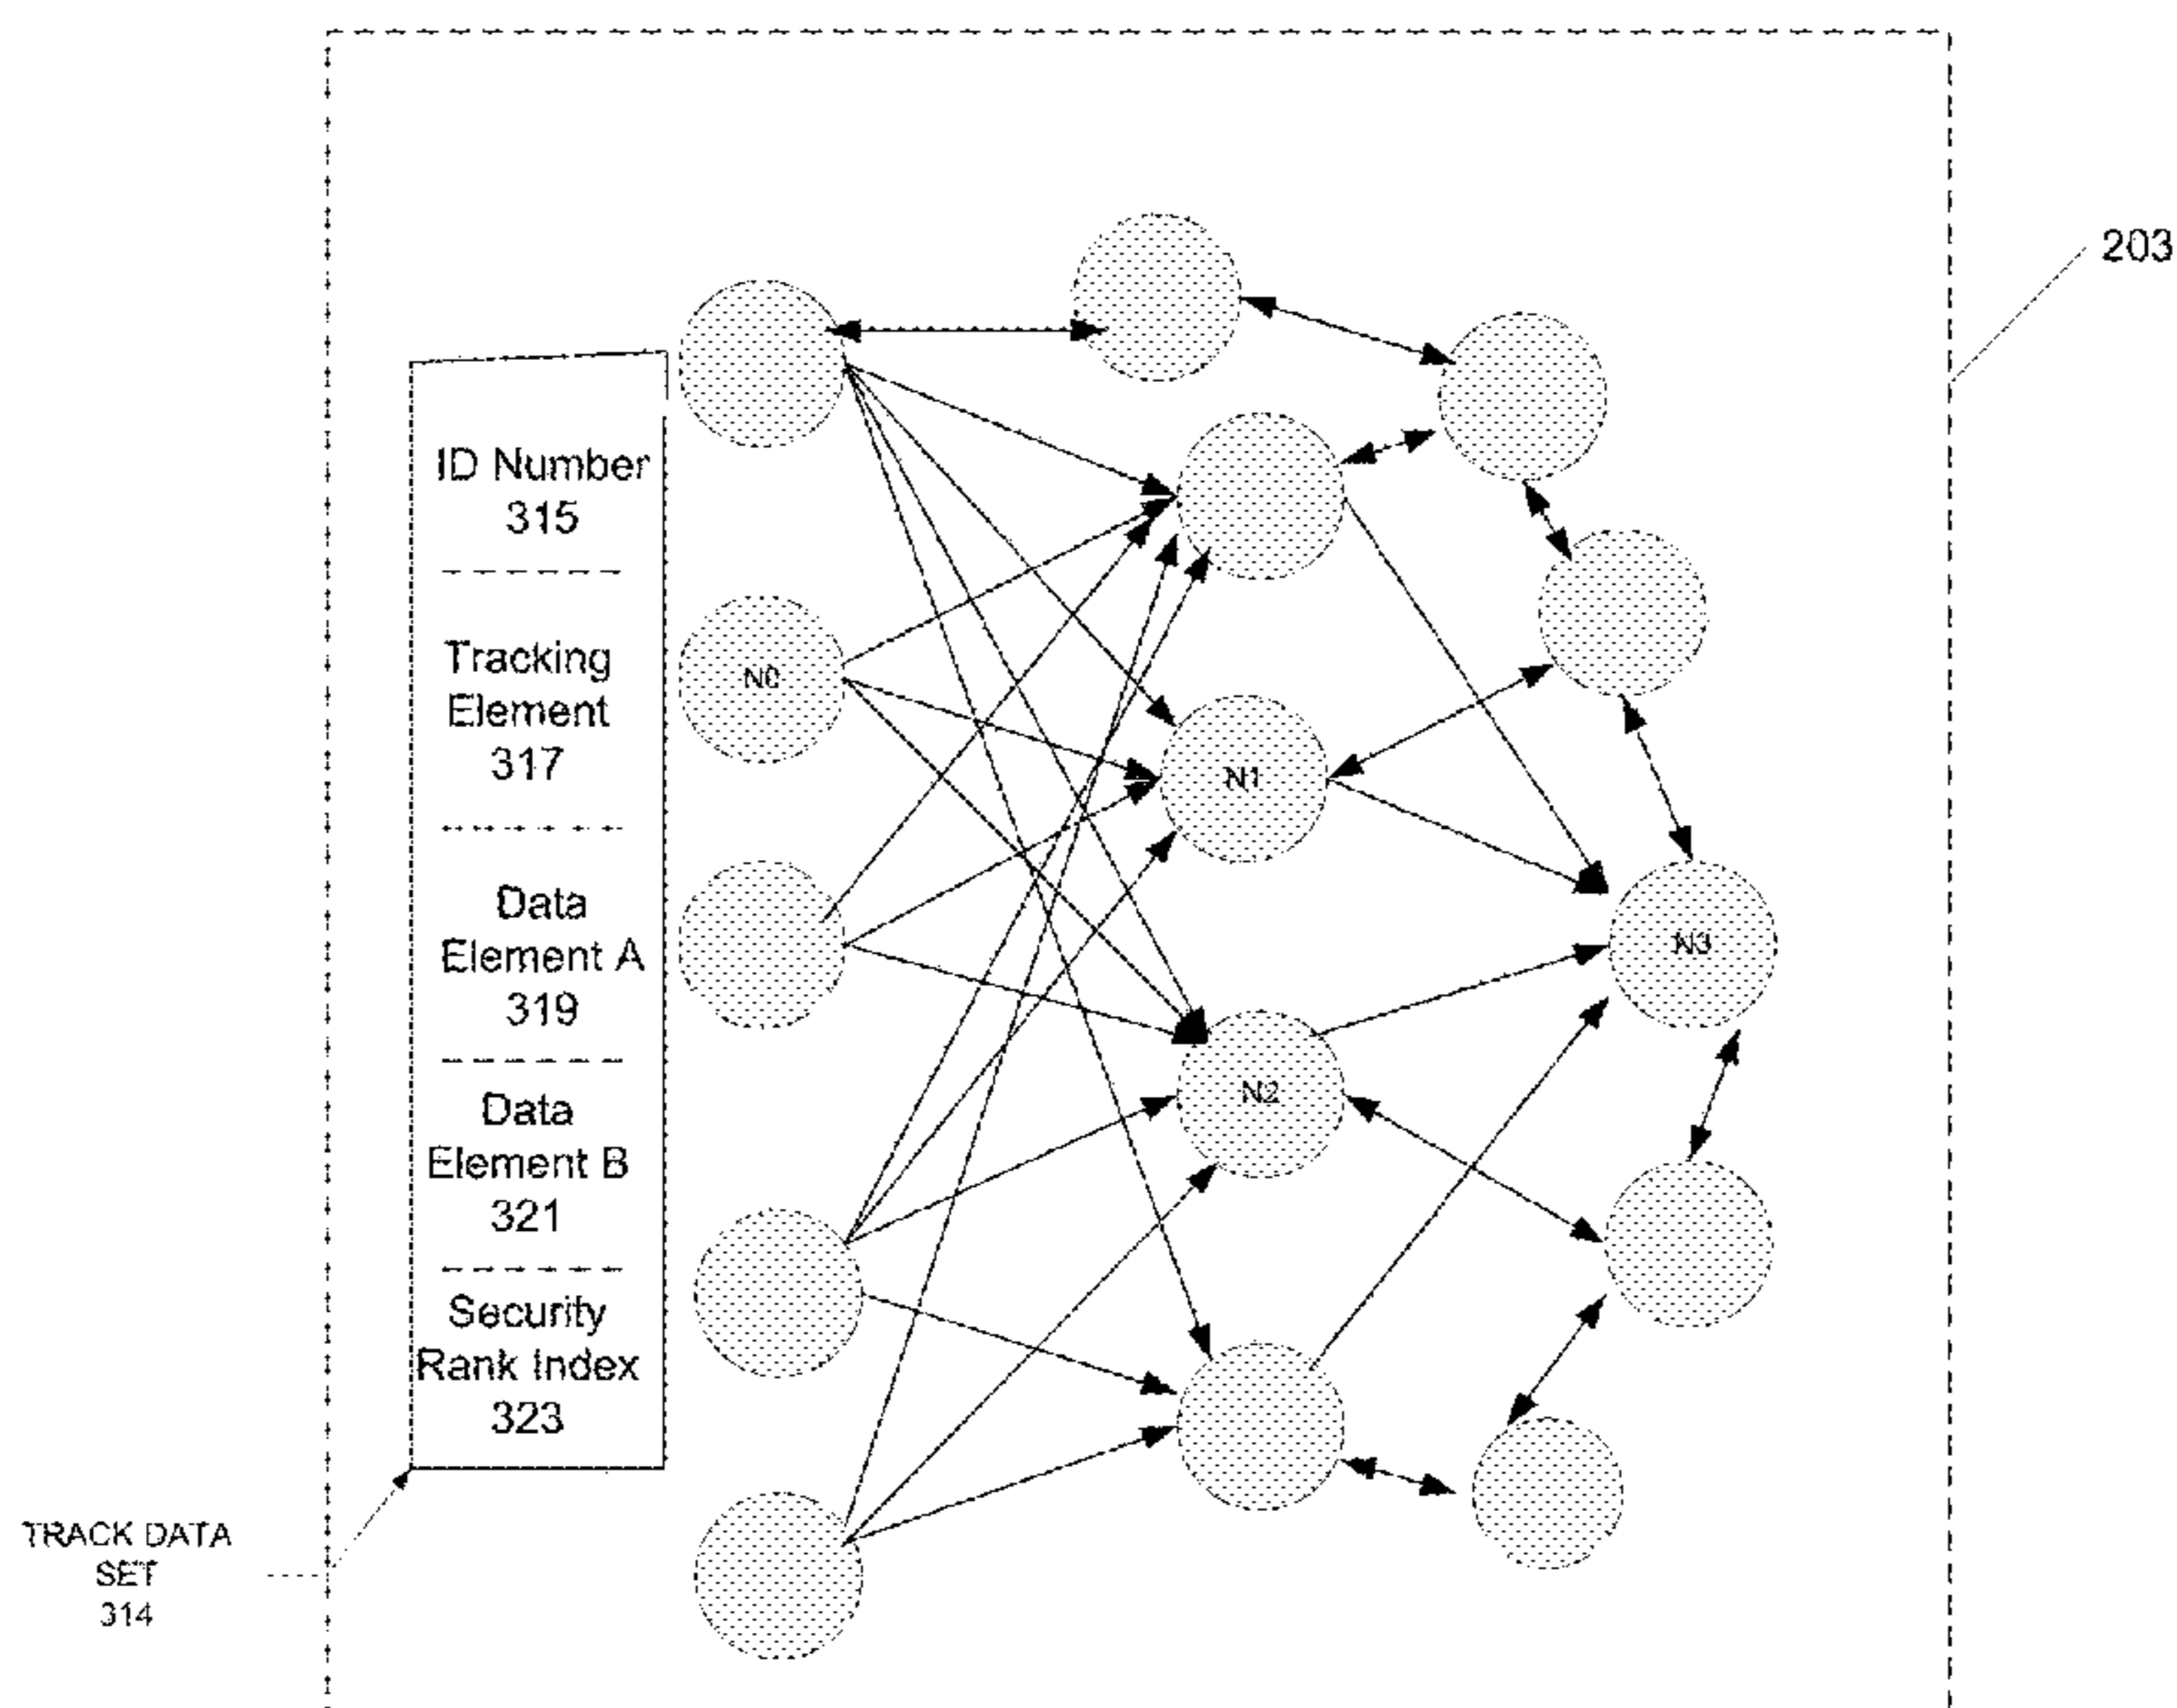 203
ID Number
315
Tracking
Element
317
Data
Element A
319
Data
Element B
321
Security
Rank Index
323
TRACK DATA
SET
314
N0
N1
N2
N3